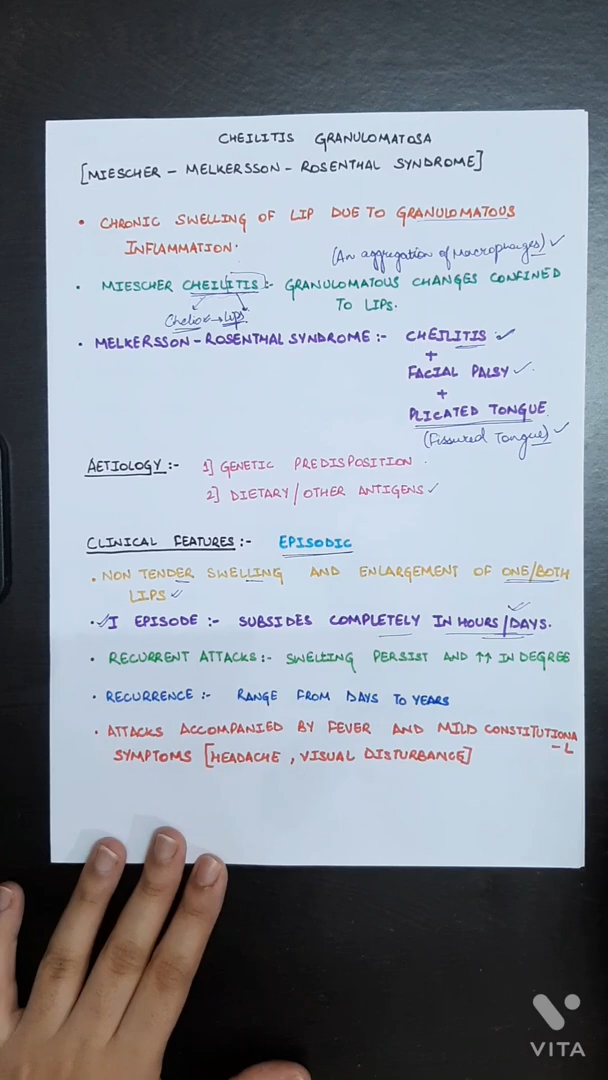 CHEILITIS GRANULOMATOSA
[MIESCHER - MELKERSSON - ROSENTHAL SYNDROME]
• CHRONIC SWELLING OF LIP DUE TO GRANULOMATOUS
INFLAMMATION.
(An aggregation of Macrophages) ✓
• MIESCHER CHEILITIS :- GRANULOMATOUS CHANGES CONFINED
TO LIPS.
→ Lips
• MELKERSSON - ROSENTHAL SYNDROME :- CHEILITIS ✓
+
FACIAL PALSY ✓
+
PLICATED TONGUE
(Fissured Tongue) ✓
AETIOLOGY :- 1] GENETIC PREDISPOSITION .
2] DIETARY / OTHER ANTIGENS ✓
CLINICAL FEATURES :- EPISODIC
• NON TENDER SWELLING AND ENLARGEMENT OF ONE/BOTH
LIPS ✓
• ✓ I EPISODE :- SUBSIDES COMPLETELY IN HOURS / DAYS. ✓
• RECURRENT ATTACKS :- SWELLING PERSIST AND ↑↑ IN DEGREE
• RECURRENCE :- RANGE FROM DAYS TO YEARS
• ATTACKS ACCOMPANIED BY FEVER AND MILD CONSTITUTIONA
-L
SYMPTOMS [HEADACHE , VISUAL DISTURBANCE]
VITA